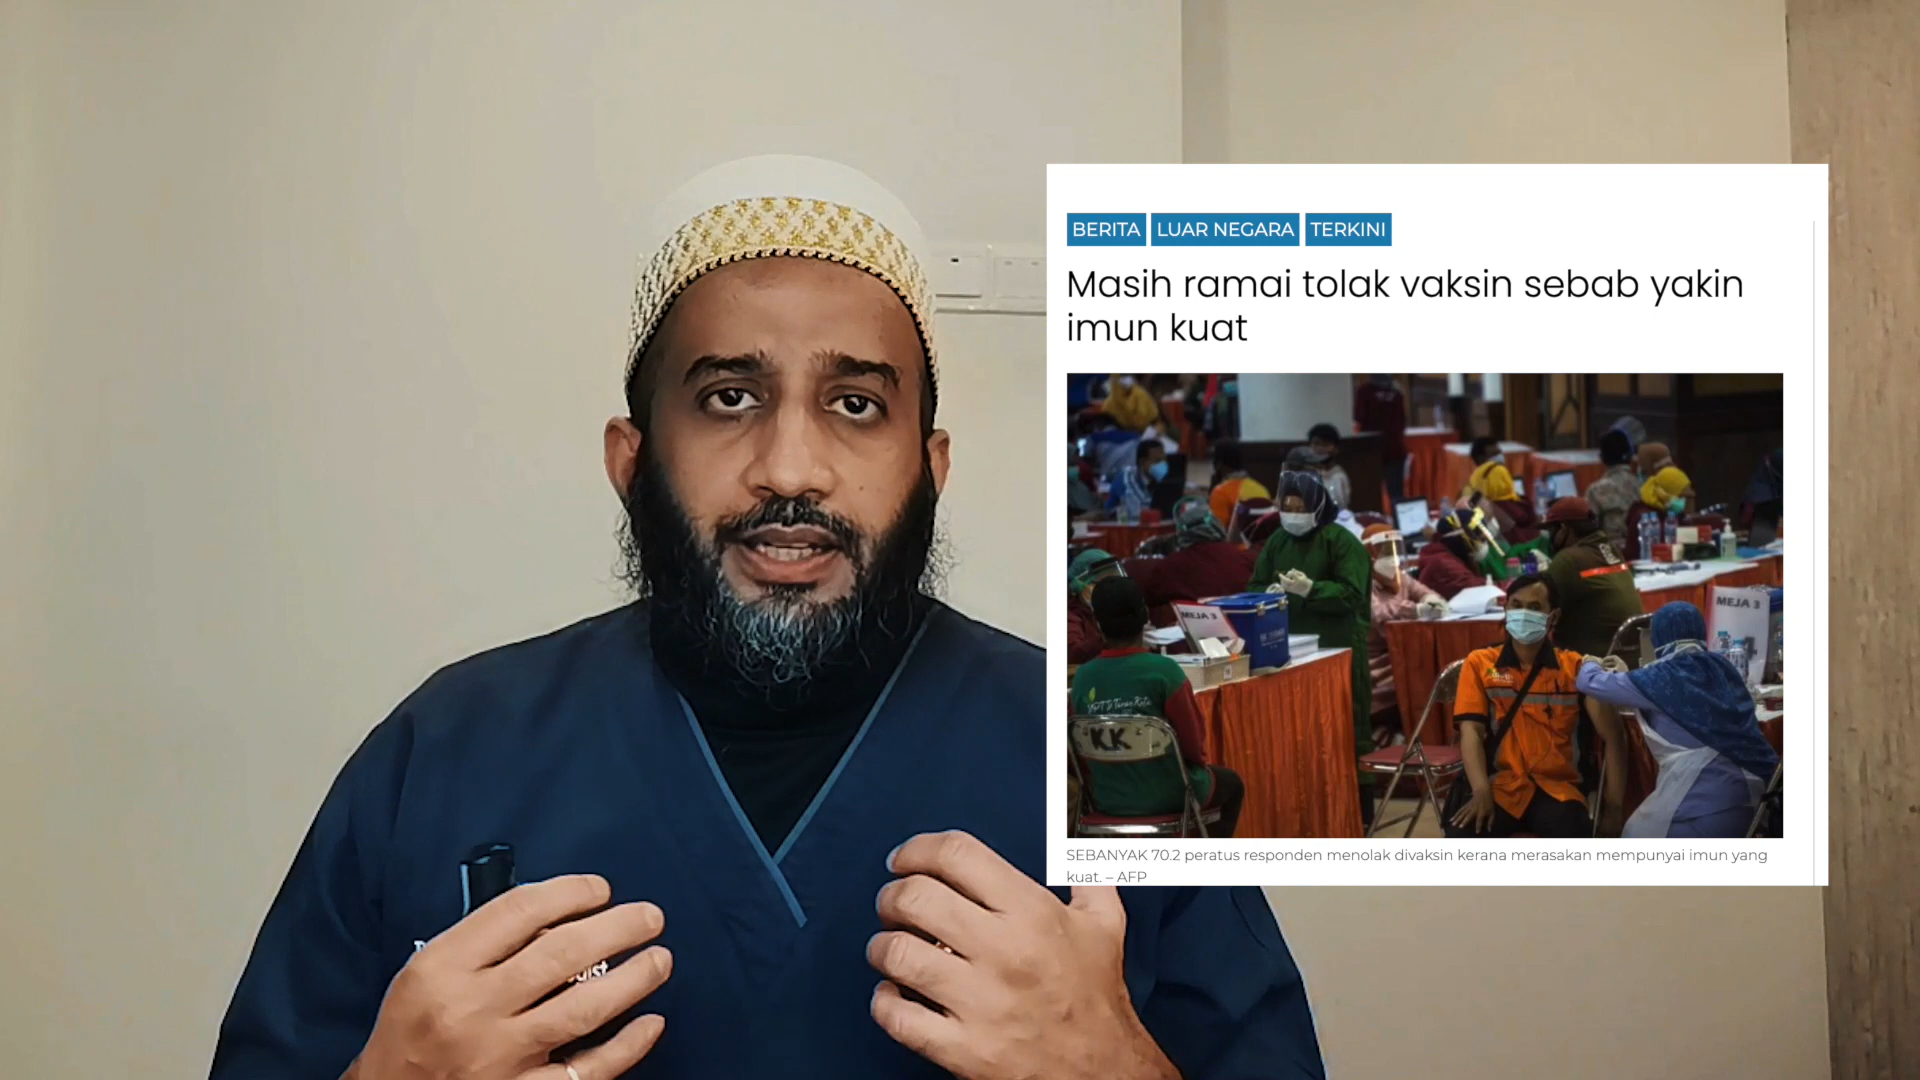 BERITA LUAR NEGARA TERKINI
Masih ramai tolak vaksin sebab yakin
imun kuat
MEJA 3
MEJA 3
KK
SEBANYAK 70.2 peratus responden menolak divaksin kerana merasakan mempunyai imun yang
kuat. – AFP